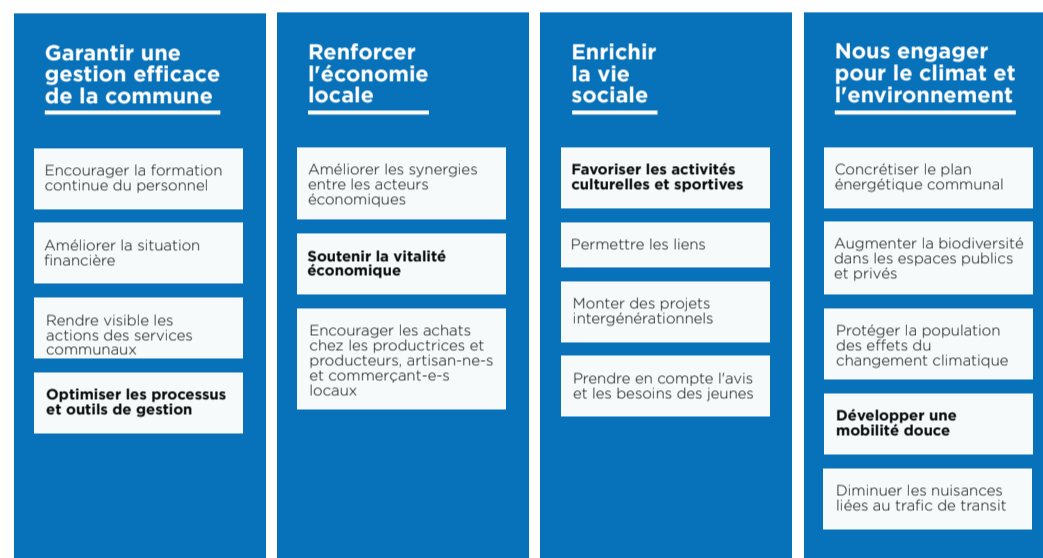 Garantir une
gestion efficace
de la commune
Encourager la formation
continue du personnel
Améliorer la situation
financière
Rendre visible les
actions des services
communaux
Optimiser les processus
et outils de gestion
Renforcer
l'économie
locale
Améliorer les synergies
entre les acteurs
économiques
Soutenir la vitalité
économique
Encourager les achats
chez les productrices et
producteurs, artisan-ne-s
et commerçant-e-s
locaux
Enrichir
la vie
sociale
Favoriser les activités
culturelles et sportives
Permettre les liens
Monter des projets
intergénérationnels
Prendre en compte l'avis
et les besoins des jeunes
Nous engager
pour le climat et
l'environnement
Concrétiser le plan
énergétique communal
Augmenter la biodiversité
dans les espaces publics
et privés
Protéger la population
des effets du
changement climatique
Développer une
mobilité douce
Diminuer les nuisances
liées au trafic de transit